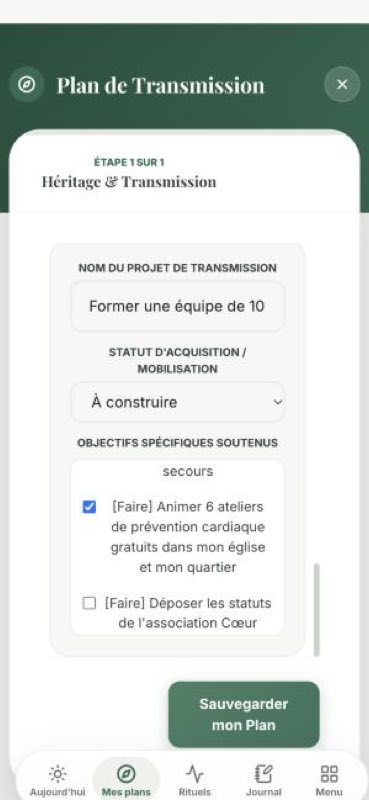 Plan de Transmission
ÉTAPE 1 SUR 1
Héritage & Transmission
NOM DU PROJET DE TRANSMISSION
Former une équipe de 10
STATUT D'ACQUISITION /
MOBILISATION
À construire
OBJECTIFS SPÉCIFIQUES SOUTENUS
secours
[Faire] Animer 6 ateliers
de prévention cardiaque
gratuits dans mon église
et mon quartier
[Faire] Déposer les statuts
de l'association Cœur
Sauvegarder
mon Plan
Aujourd'hui Mes plans Rituels Journal Menu